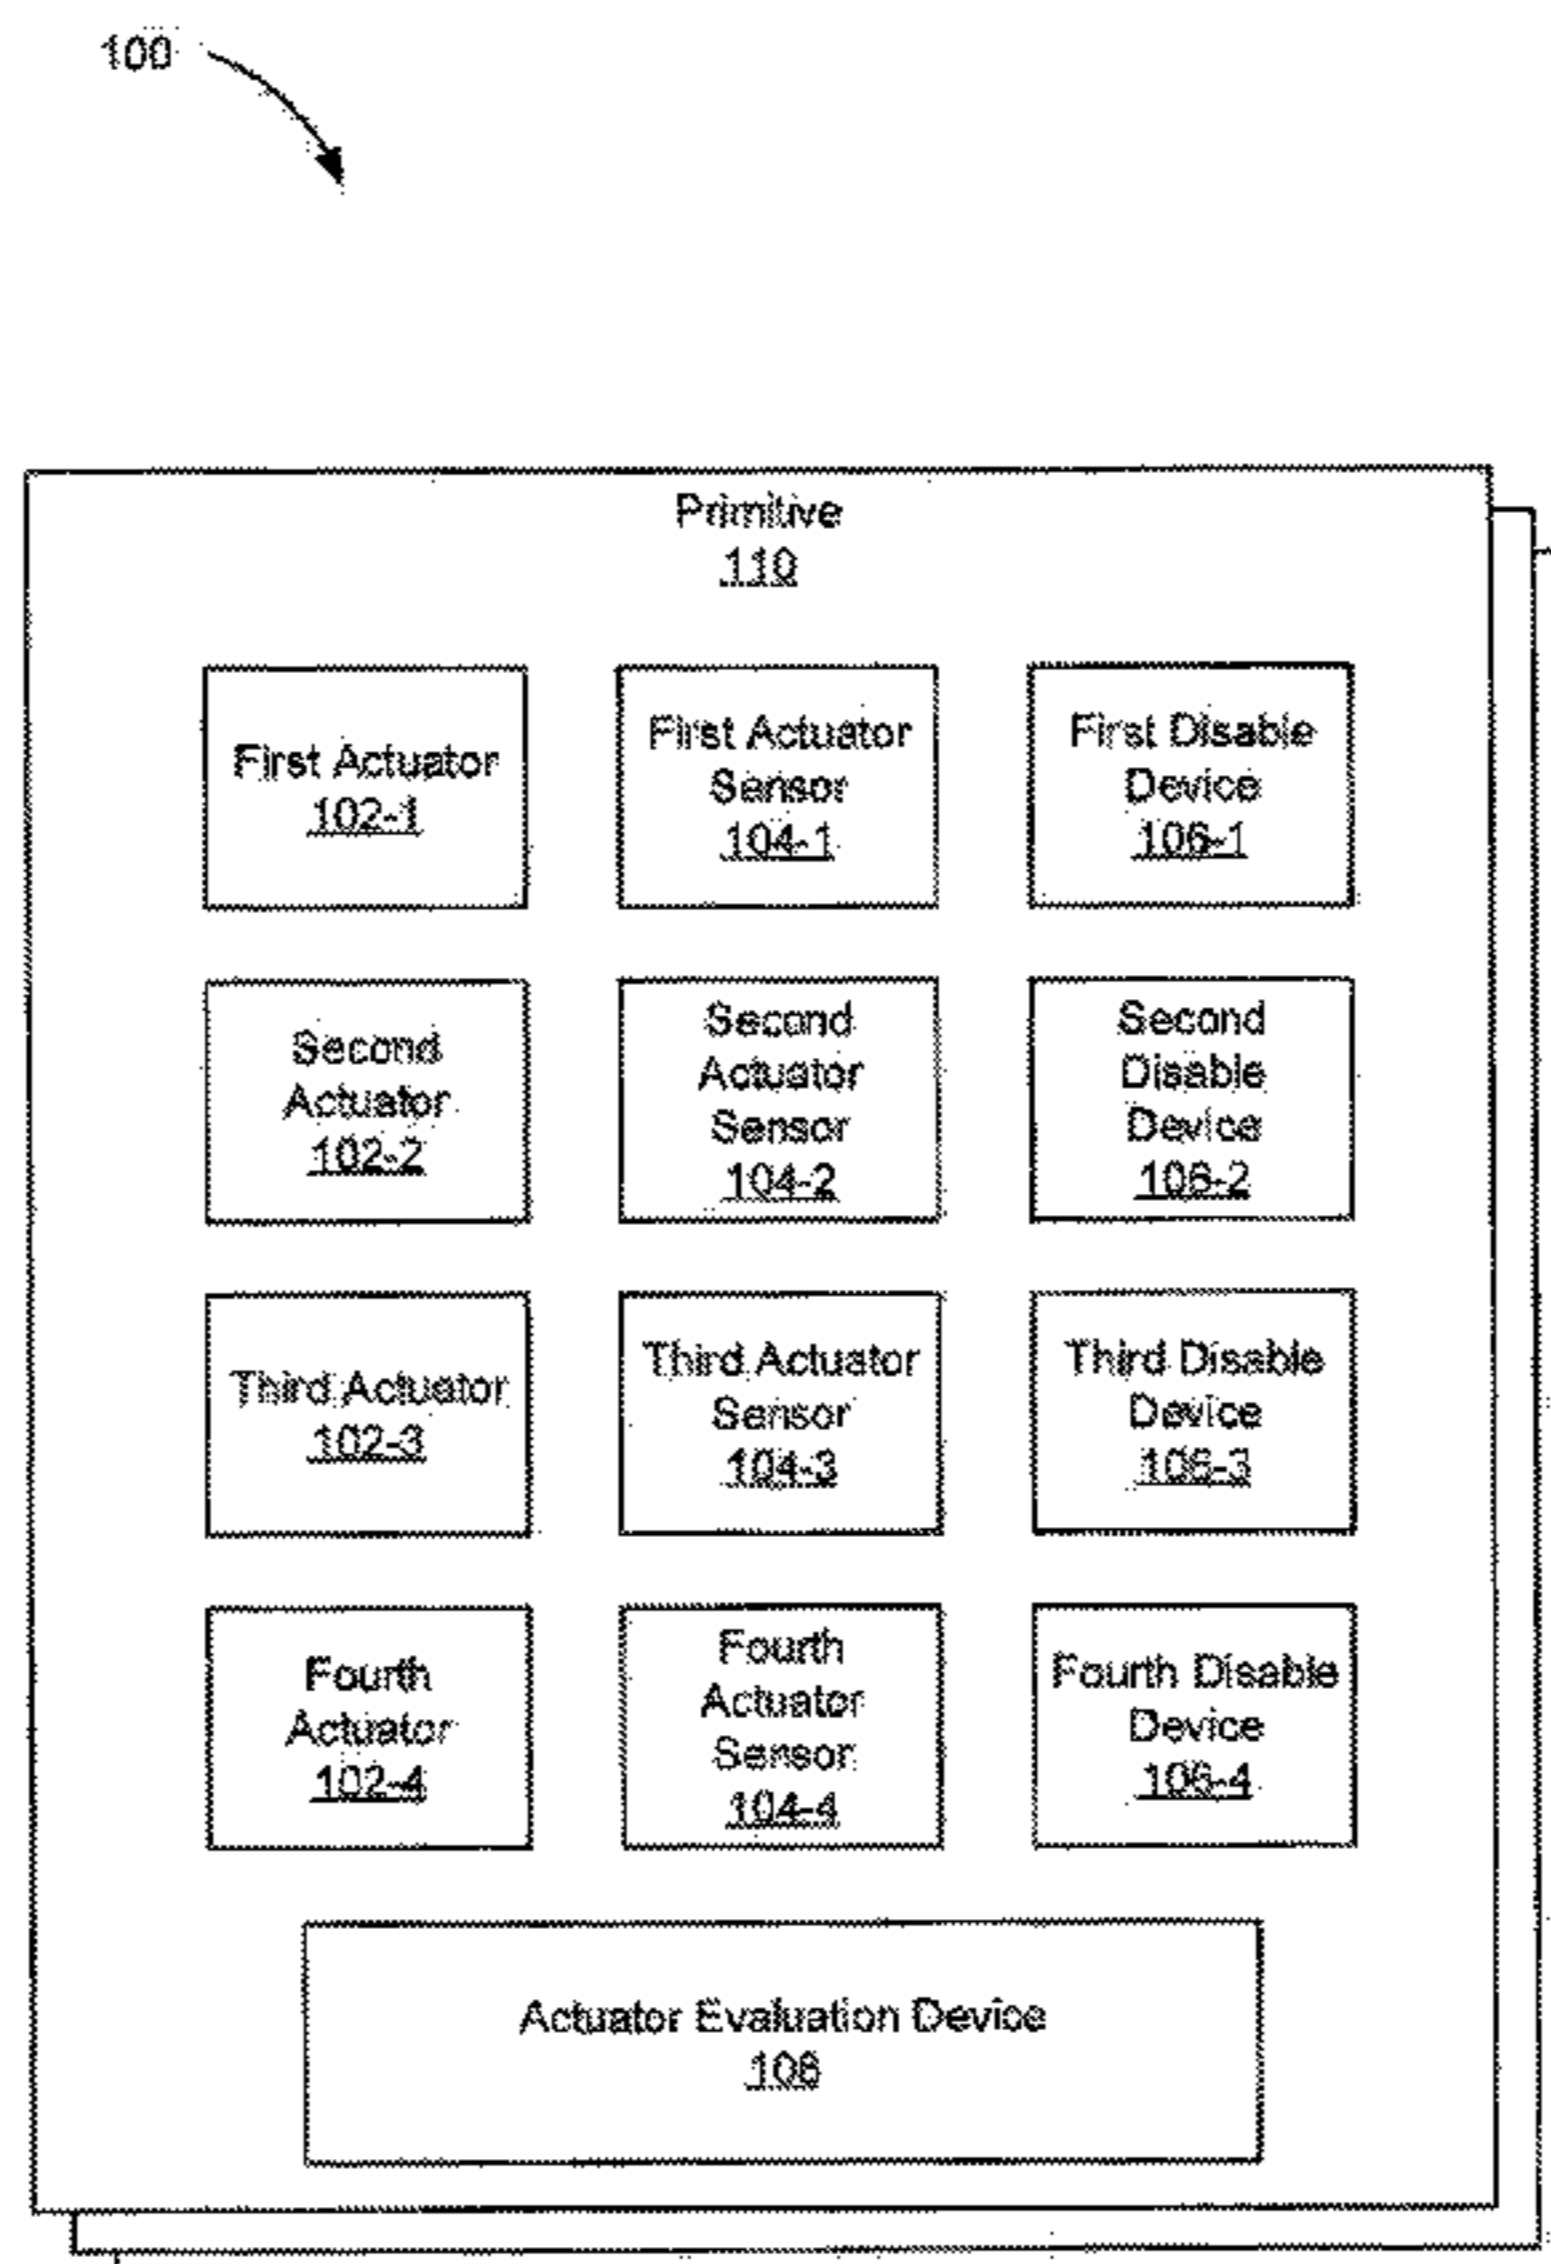 100
Primitive
110
First Actuator
102-1
First Actuator
Sensor
104-1
First Disable
Device
106-1
Second
Actuator
102-2
Second
Actuator
Sensor
104-2
Second
Disable
Device
106-2
Third Actuator
102-3
Third Actuator
Sensor
104-3
Third Disable
Device
106-3
Fourth
Actuator
102-4
Fourth
Actuator
Sensor
104-4
Fourth Disable
Device
106-4
Actuator Evaluation Device